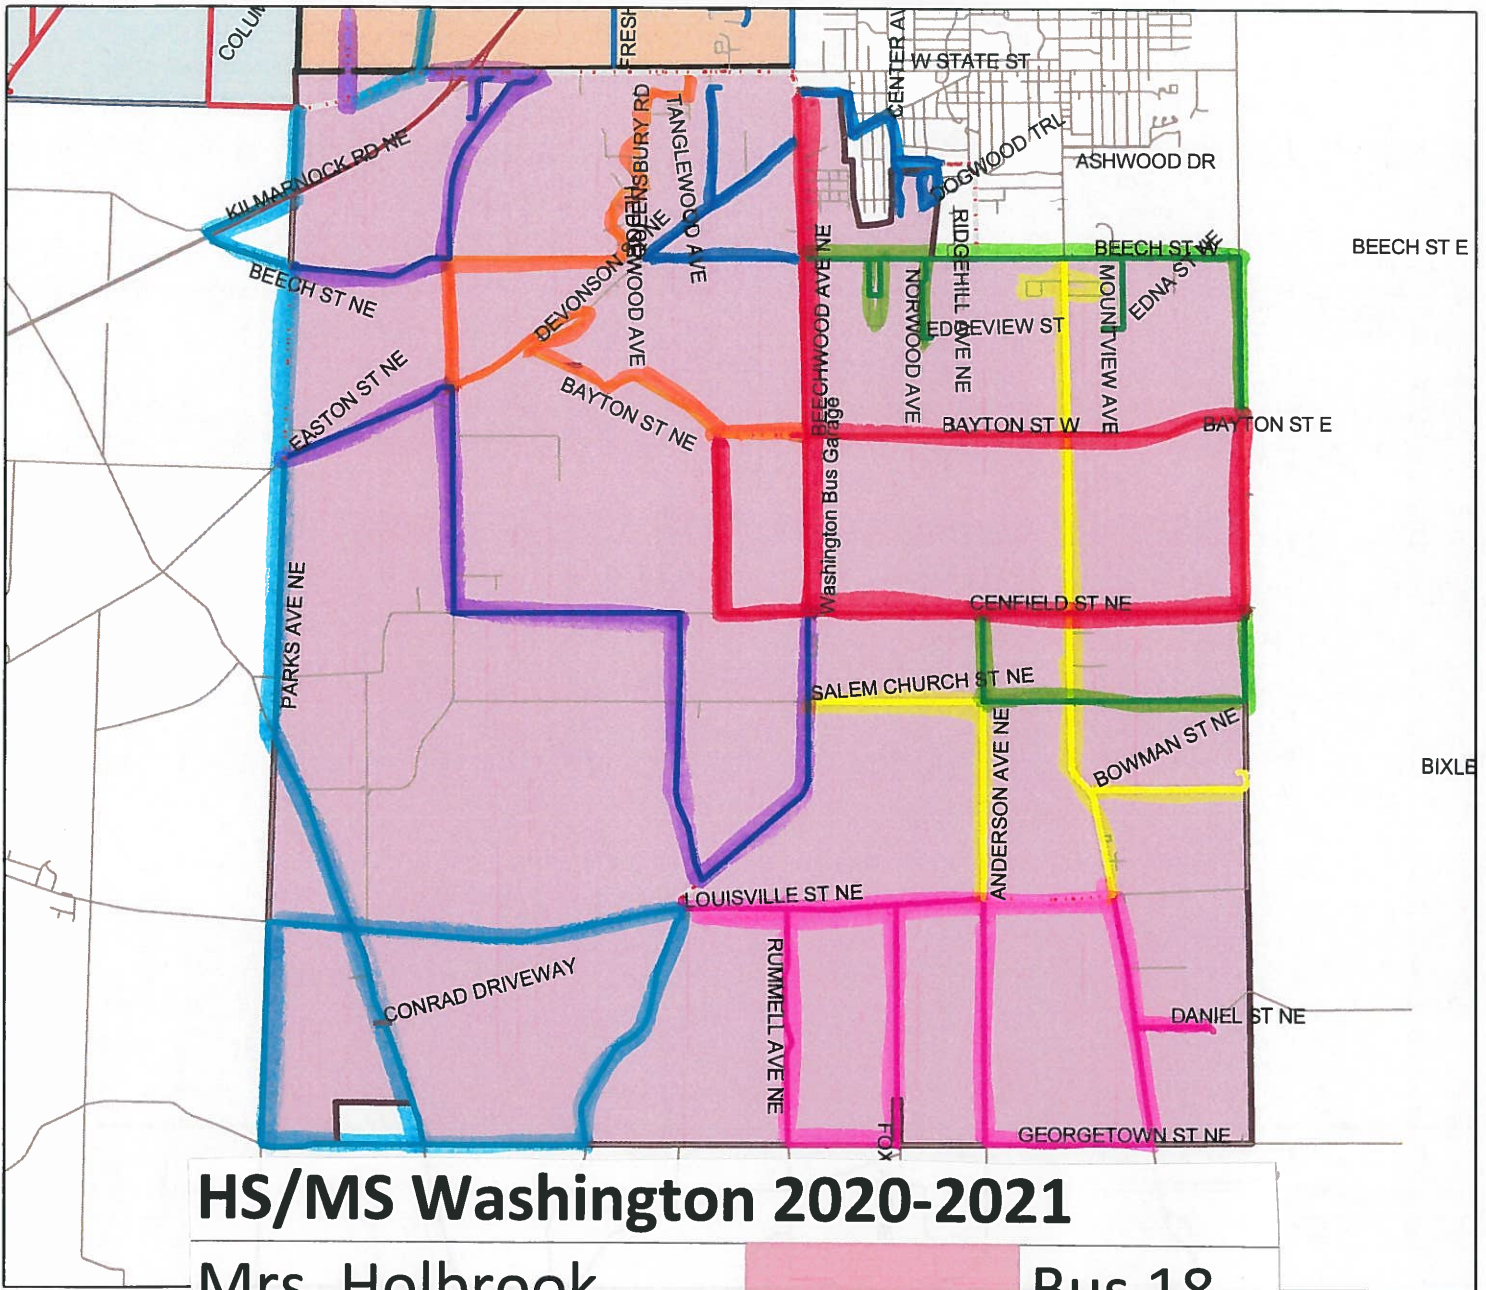 COLUM
FRESH
CENTER AV
W STATE ST
KILMARNOCK RD NE
TANGLEWOOD AVE
DOGWOOD TRL
ASHWOOD DR
BEECH ST NE
DEVONSON
WOOD AVE
BEECHWOOD AVE NE
NORWOOD AVE
RIDGEHILL AVE NE
BEECH ST W
BEECH ST E
EDNA ST NE
EDGEVIEW ST
MOUNTVIEW AVE
EASTON ST NE
BAYTON ST NE
BAYTON ST W
BAYTON ST E
Washington Bus Garage
PARKS AVE NE
CENFIELD ST NE
SALEM CHURCH ST NE
ANDERSON AVE NE
BOWMAN ST NE
BIXLE
LOUISVILLE ST NE
RUMMELL AVE NE
CONRAD DRIVEWAY
DANIEL ST NE
FOX
GEORGETOWN ST NE
HS/MS Washington 2020-2021
Mrs. Holbrook
Bus 18